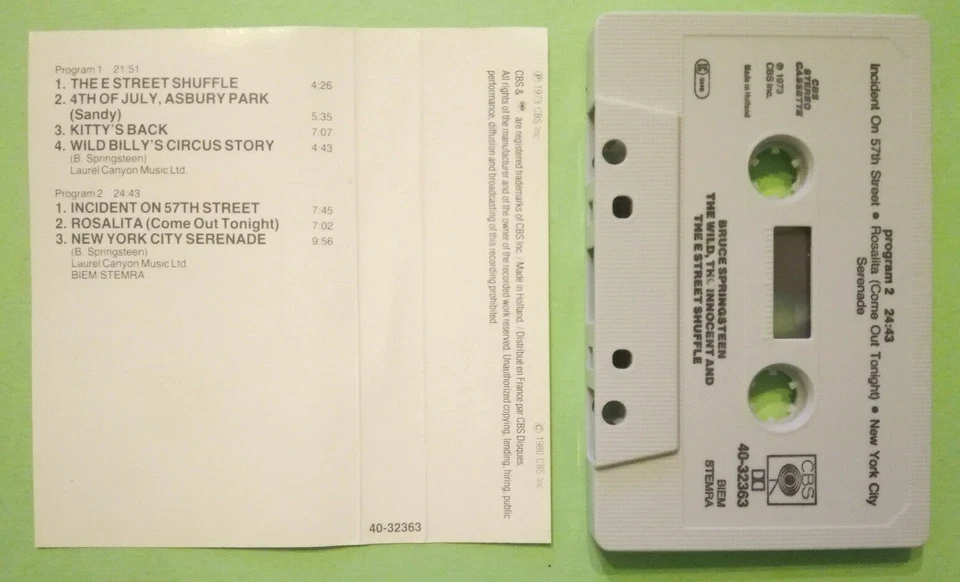 Program 1 21:51
1. THE E STREET SHUFFLE 4:26
2. 4TH OF JULY, ASBURY PARK
(Sandy) 5:35
3. KITTY'S BACK 7:07
4. WILD BILLY'S CIRCUS STORY 4:43
(B. Springsteen)
Laurel Canyon Music Ltd.
Program 2 24:43
1. INCIDENT ON 57TH STREET 7:45
2. ROSALITA (Come Out Tonight) 7:02
3. NEW YORK CITY SERENADE 9:56
(B. Springsteen)
Laurel Canyon Music Ltd.
BIEM STEMRA
Ⓟ 1973 CBS Inc. © 1980 CBS Inc.
CBS & are registered trademarks of CBS Inc. / Made in Holland. / Distribué en France par CBS Disques.
All rights of the manufacturer and of the owner of the recorded work reserved. Unauthorized copying, lending, hiring, public
performance, diffusion and broadcasting of this recording prohibited.
40-32363
program 2 24:43
Incident On 57th Street ● Rosalita (Come Out Tonight) ● New York City
Serenade
CBS
STEREO
CASSETTE
Ⓟ 1973
CBS Inc.
Made in Holland
BRUCE SPRINGSTEEN
THE WILD, THE INNOCENT AND
THE E STREET SHUFFLE
CBS
40-32363
BIEM
STEMRA